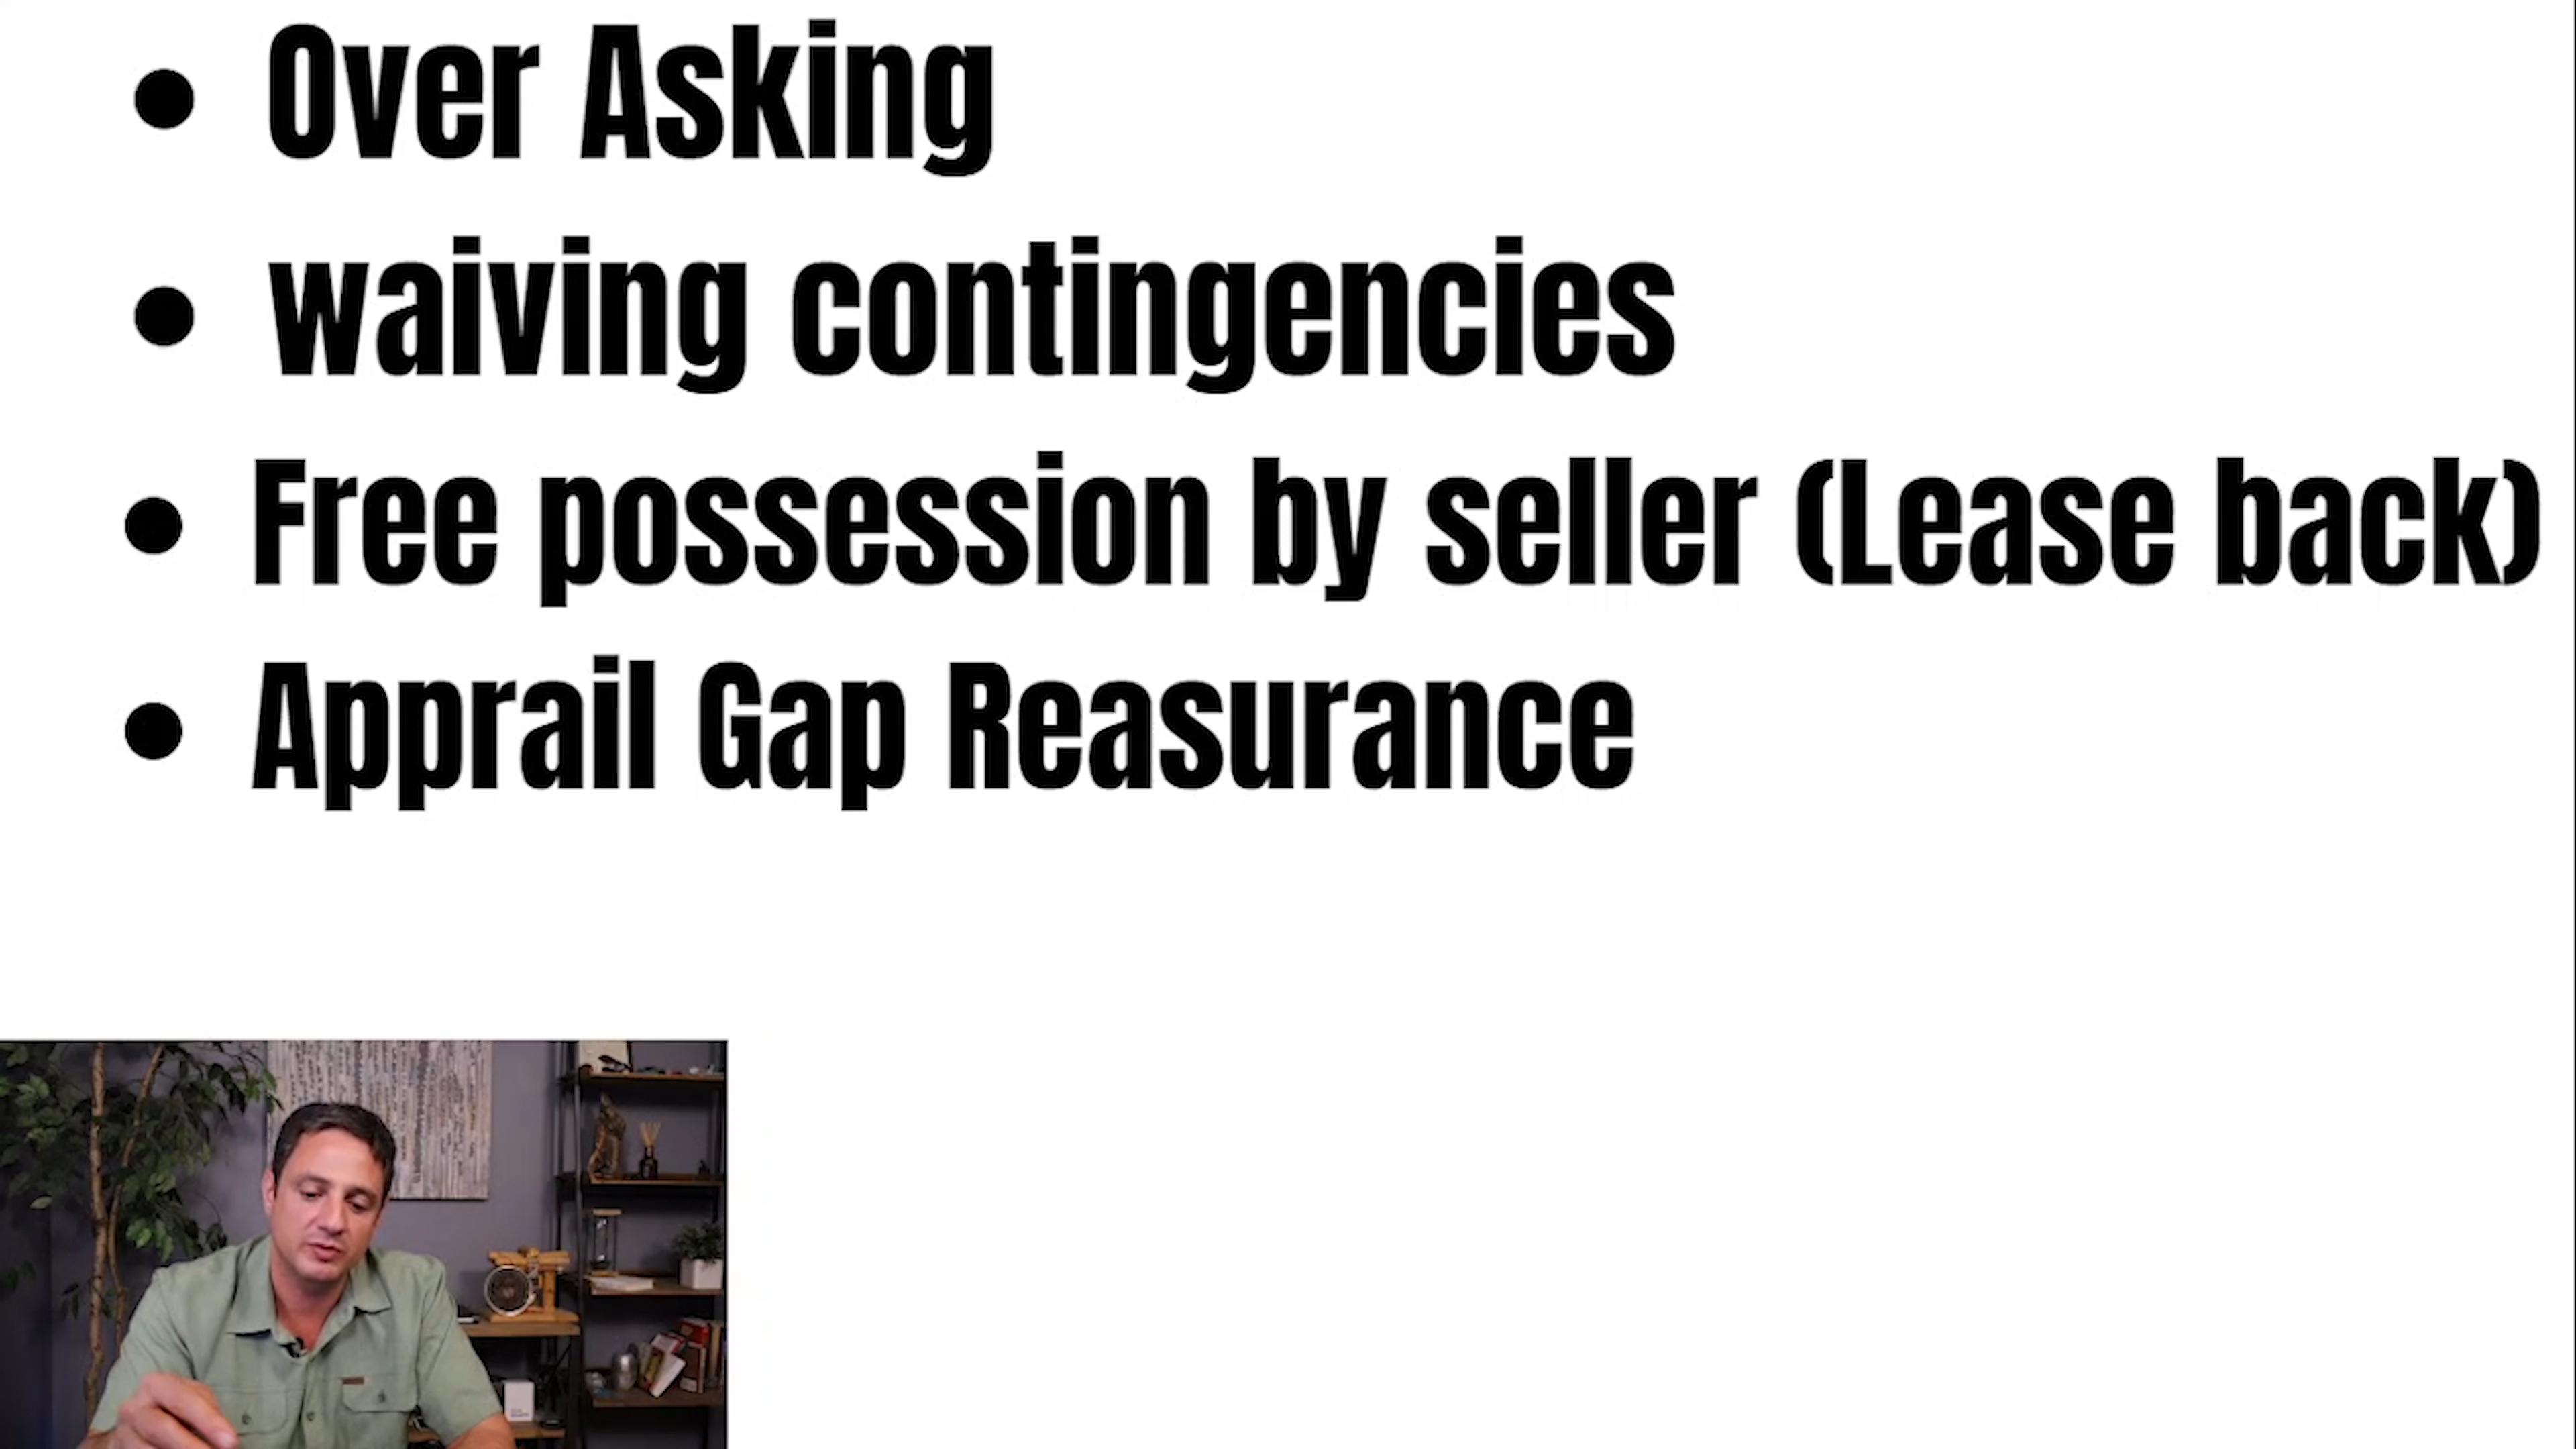 • Over Asking
• waiving contingencies
• Free possession by seller (Lease back)
• Apprail Gap Reasurance